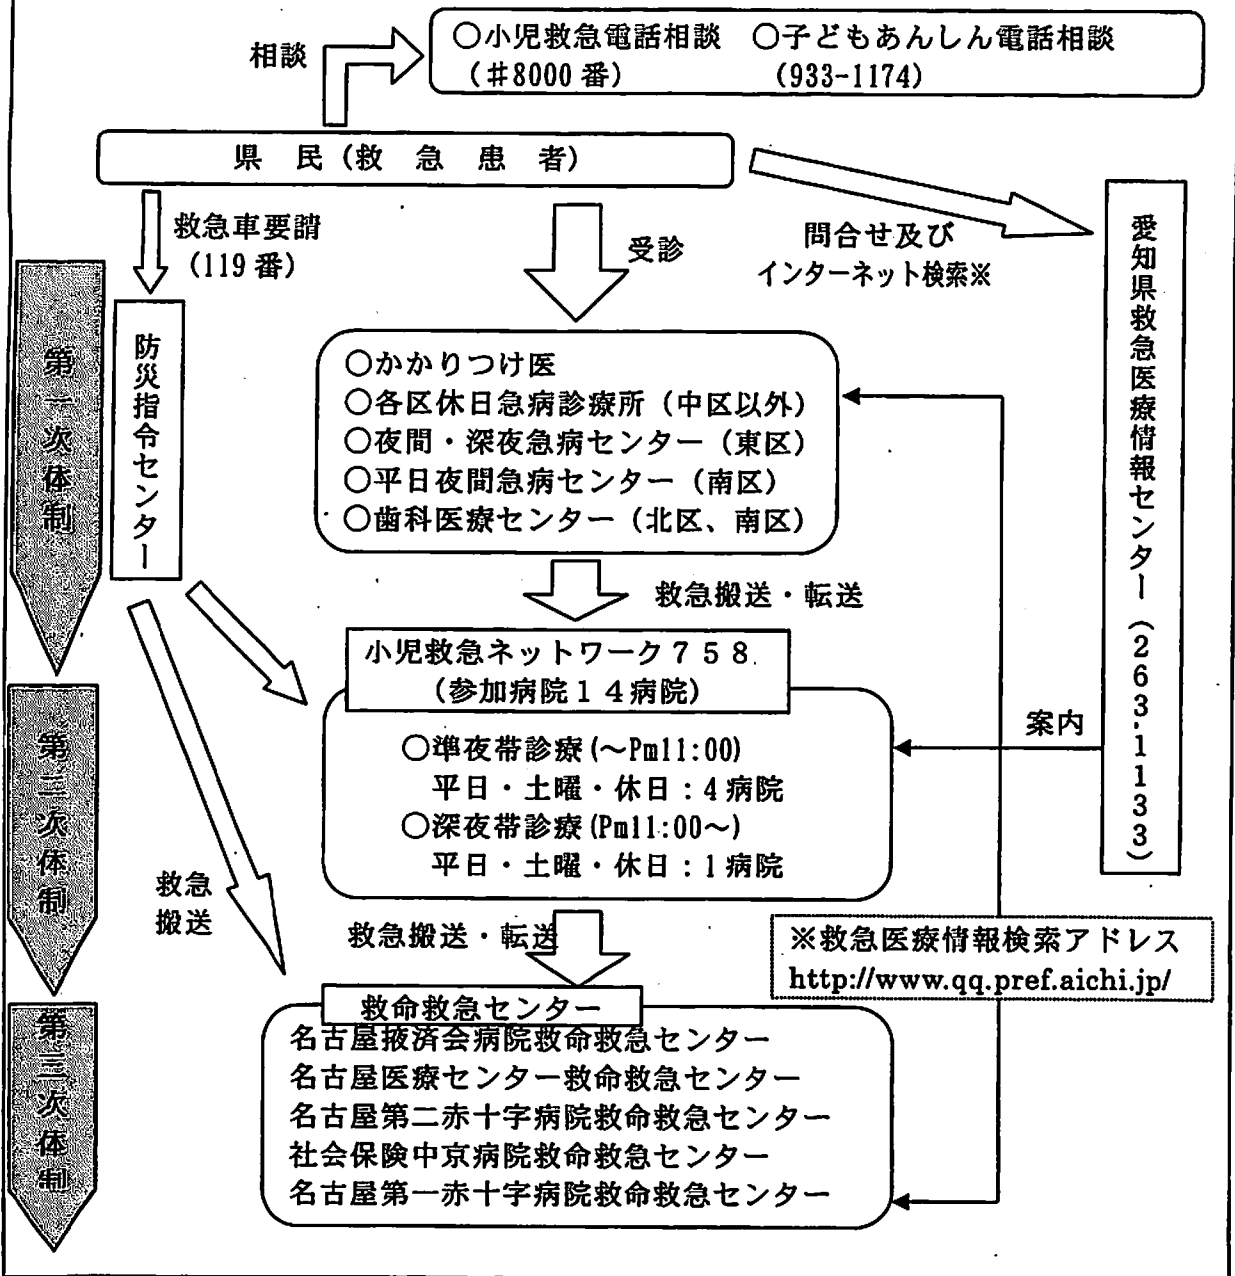 相談
○小児救急電話相談　○子どもあんしん電話相談
（＃8000番）　（933-1174）
県　民（救　急　患　者）
救急車要請
（119番）
受診
問合せ及び
インターネット検索※
愛知県救急医療情報センター（263-1133）
第一次体制
防災指令センター
○かかりつけ医
○各区休日急病診療所（中区以外）
○夜間・深夜急病センター（東区）
○平日夜間急病センター（南区）
○歯科医療センター（北区、南区）
救急搬送・転送
小児救急ネットワーク７５８
（参加病院１４病院）
案内
第二次体制
○準夜帯診療(～Pm11:00)
平日・土曜・休日：4病院
○深夜帯診療(Pm11:00～)
平日・土曜・休日：1病院
救急
搬送
救急搬送・転送
※救急医療情報検索アドレス
http://www.qq.pref.aichi.jp/
第三次体制
救命救急センター
名古屋掖済会病院救命救急センター
名古屋医療センター救命救急センター
名古屋第二赤十字病院救命救急センター
社会保険中京病院救命救急センター
名古屋第一赤十字病院救命救急センター